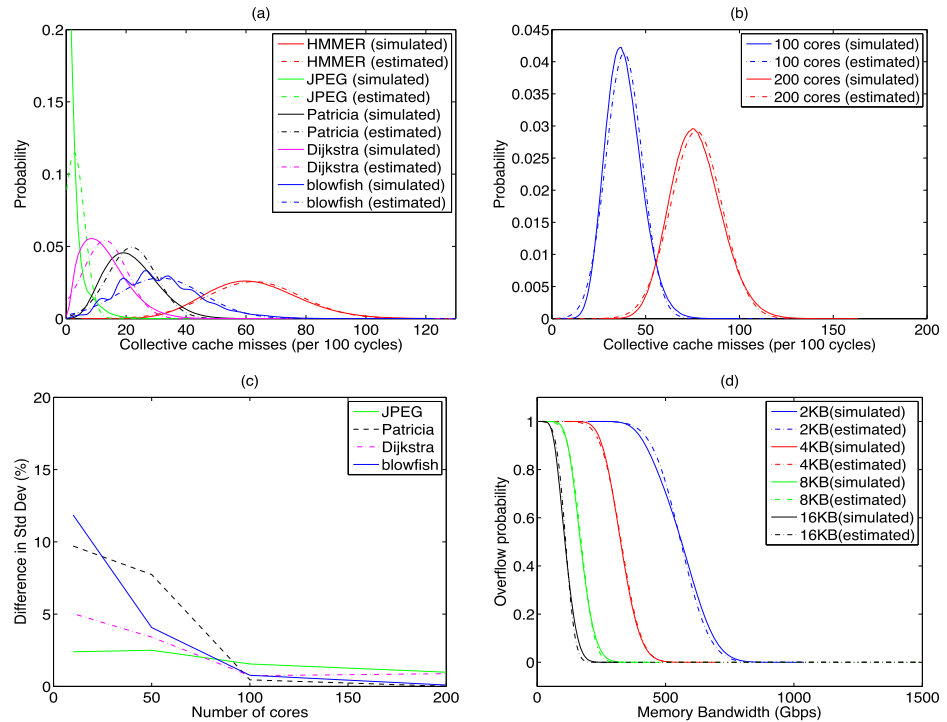 (a)
0.2
0.15
0.1
0.05
0
Probability
0 20 40 60 80 100 120
Collective cache misses (per 100 cycles)
HMMER (simulated)
HMMER (estimated)
JPEG (simulated)
JPEG (estimated)
Patricia (simulated)
Patricia (estimated)
Dijkstra (simulated)
Dijkstra (estimated)
blowfish (simulated)
blowfish (estimated)
(b)
0.045
0.04
0.035
0.03
0.025
0.02
0.015
0.01
0.005
0
Probability
0 50 100 150 200
Collective cache misses (per 100 cycles)
100 cores (simulated)
100 cores (estimated)
200 cores (simulated)
200 cores (estimated)
(c)
20
15
10
5
0
Difference in Std Dev (%)
0 50 100 150 200
Number of cores
JPEG
Patricia
Dijkstra
blowfish
(d)
1
0.8
0.6
0.4
0.2
0
Overflow probability
0 500 1000 1500
Memory Bandwidth (Gbps)
2KB(simulated)
2KB(estimated)
4KB(simulated)
4KB(estimated)
8KB(simulated)
8KB(estimated)
16KB(simulated)
16KB(estimated)